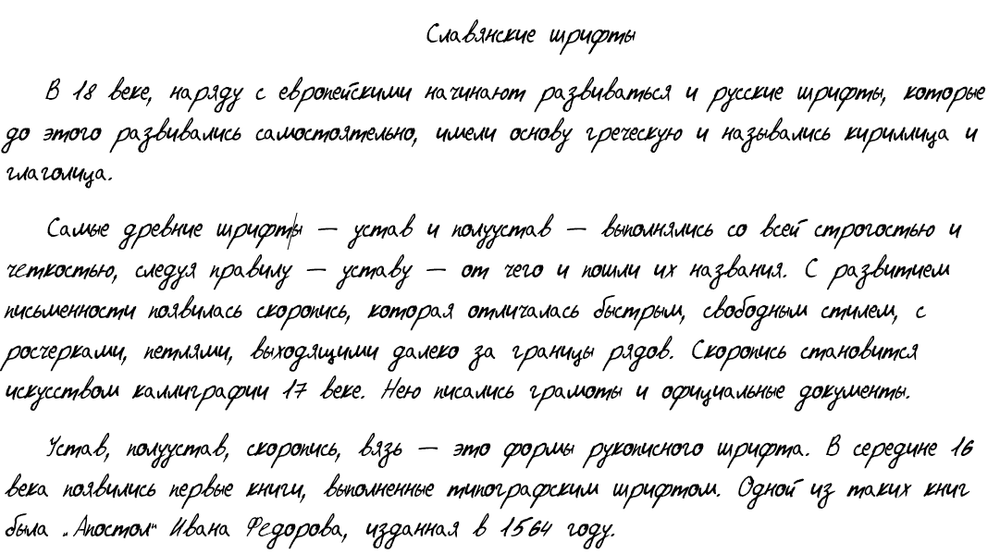 Славянские шрифты
В 18 веке, наряду с европейскими начинают развиваться и русские шрифты, которые
до этого развивались самостоятельно, имели основу греческую и назывались кириллица и
глаголица.
Самые древние шрифты — устав и полуустав — выполнялись со всей строгостью и
четкостью, следуя правилу — уставу — от чего и пошли их названия. С развитием
письменности появилась скоропись, которая отличалась быстрым, свободным стилем, с
росчерками, петлями, выходящими далеко за границы рядов. Скоропись становится
искусством каллиграфии 17 веке. Нею писались грамоты и официальные документы.
Устав, полуустав, скоропись, вязь — это формы рукописного шрифта. В середине 16
века появились первые книги, выполненные типографским шрифтом. Одной из таких книг
была „Апостол“ Ивана Федорова, изданная в 1564 году.